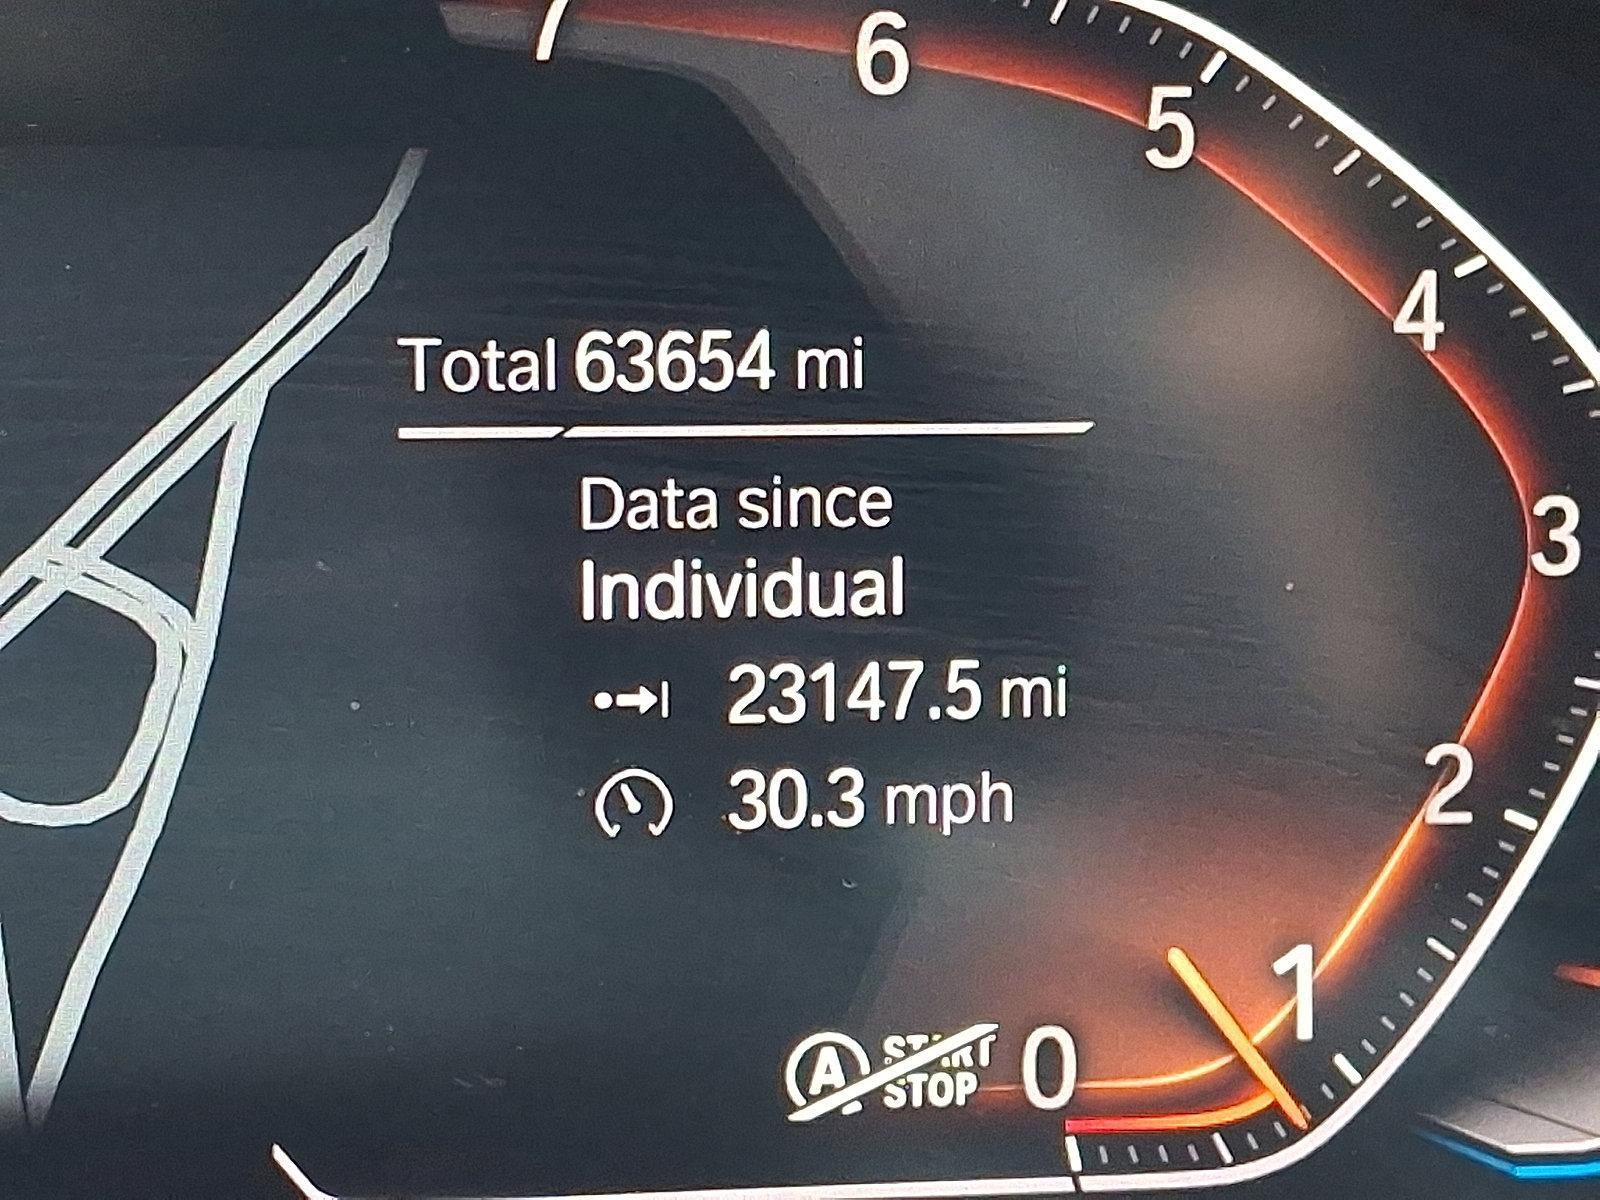 7
6
5
4
3
2
1
0
Total 63654 mi
Data since
Individual
23147.5 mi
30.3 mph
A START
STOP